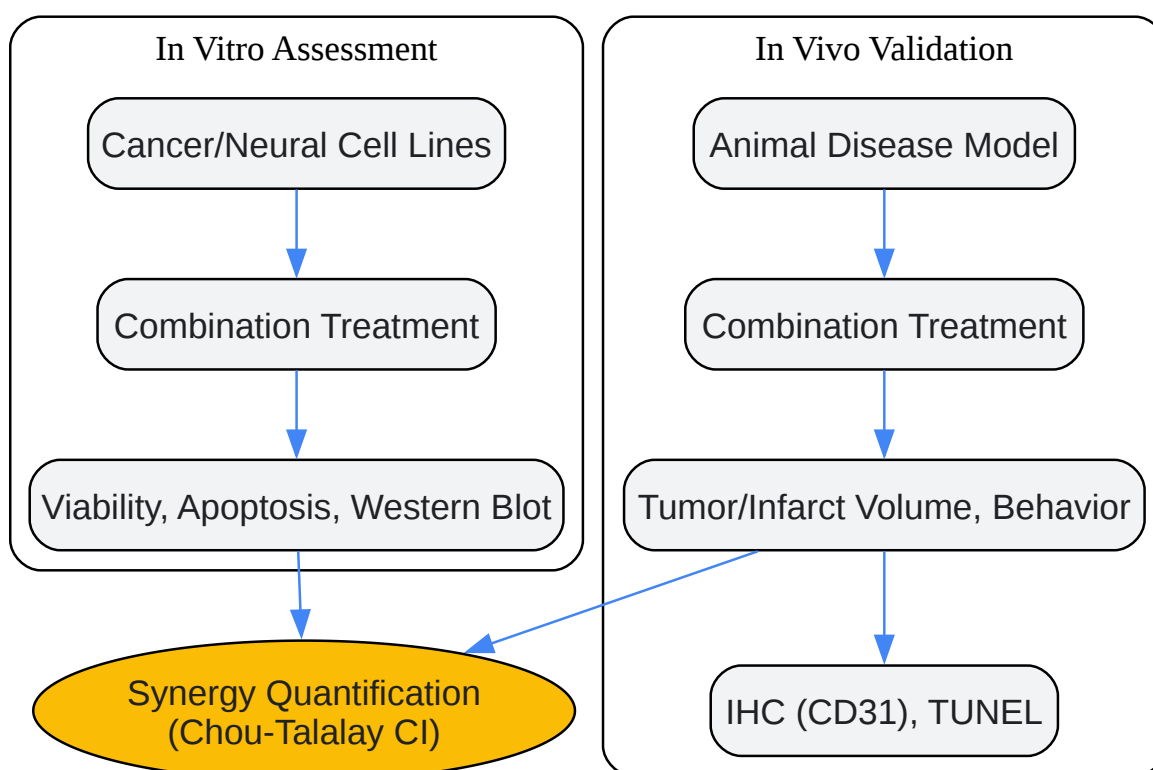 In Vitro Assessment
Cancer/Neural Cell Lines
Combination Treatment
Viability, Apoptosis, Western Blot
Synergy Quantification
(Chou-Talalay CI)
In Vivo Validation
Animal Disease Model
Combination Treatment
Tumor/Infarct Volume, Behavior
IHC (CD31), TUNEL